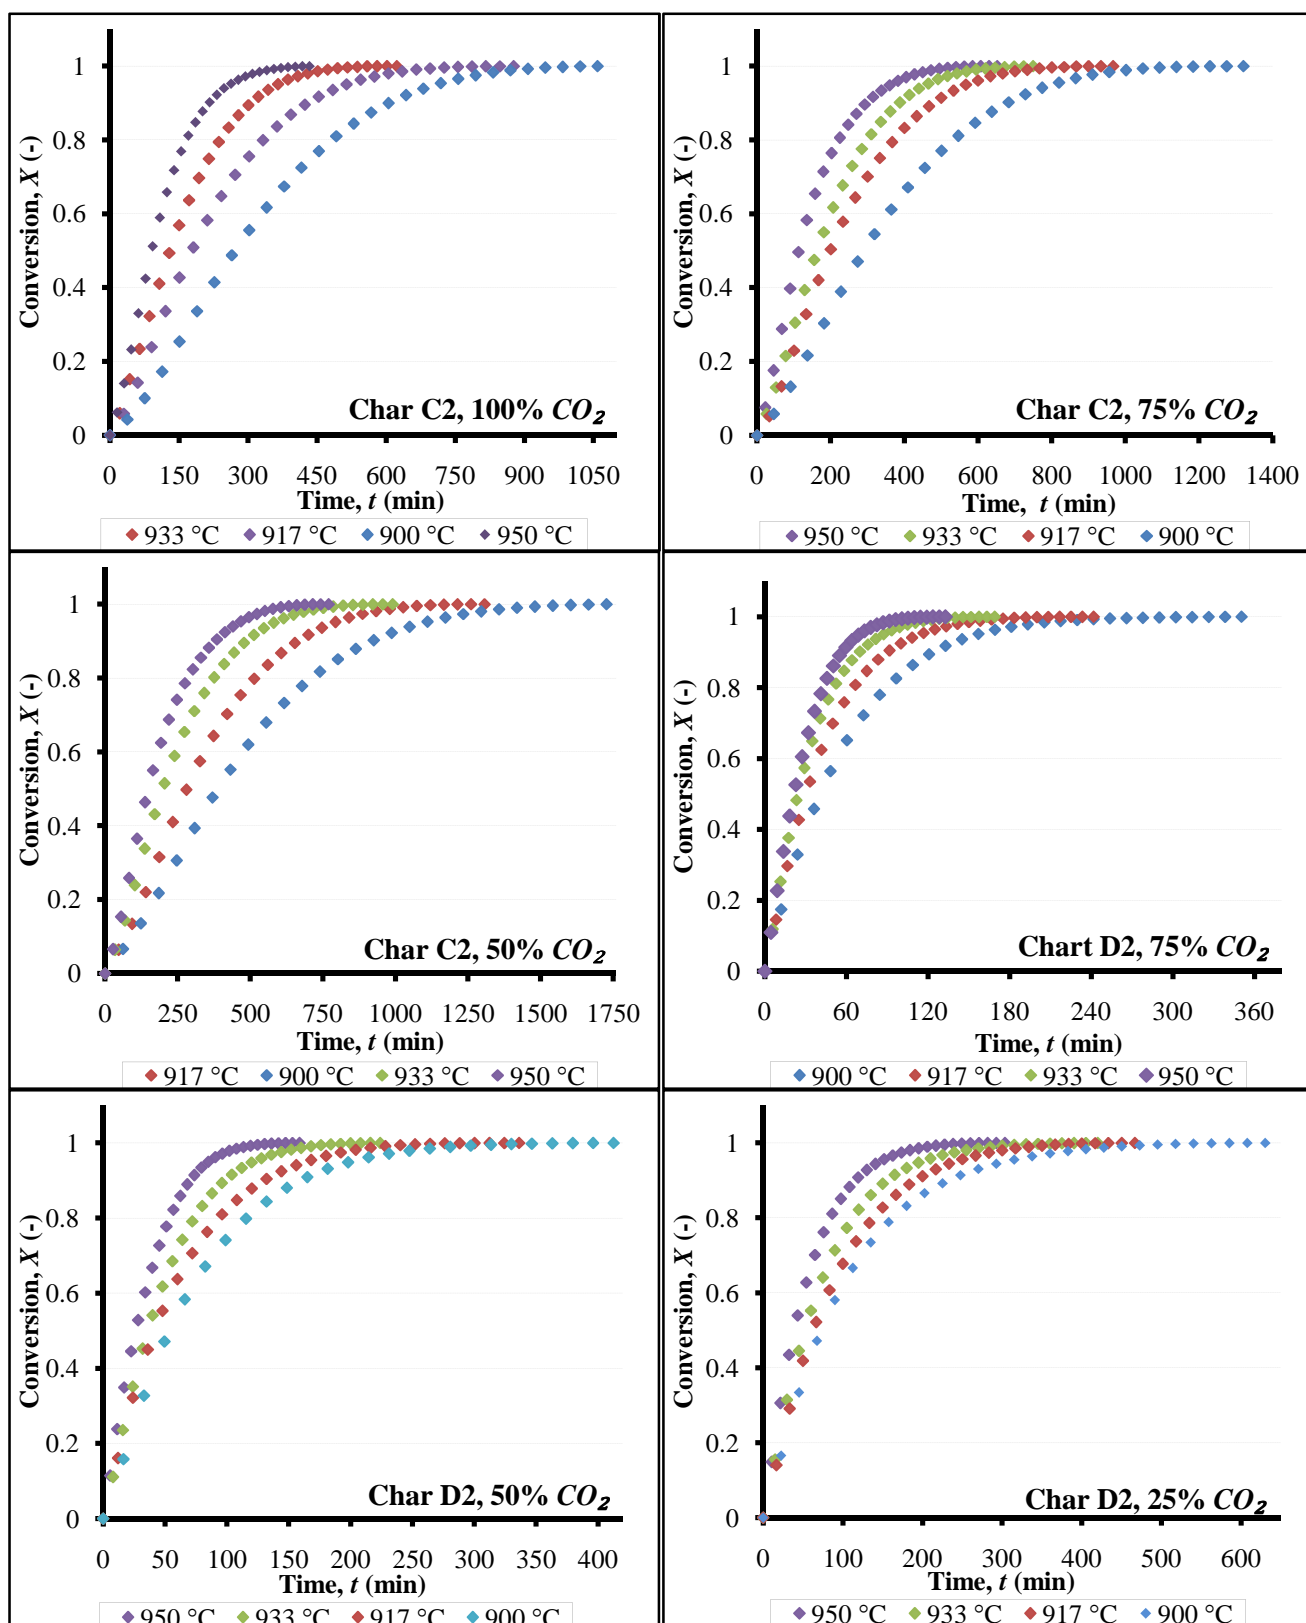 Conversion, X (-)
1
0.8
0.6
0.4
0.2
0
Char C2, 100% CO₂
0 150 300 450 600 750 900 1050
Time, t (min)
933 °C 917 °C 900 °C 950 °C
Conversion, X (-)
1
0.8
0.6
0.4
0.2
0
Char C2, 75% CO₂
0 200 400 600 800 1000 1200 1400
Time, t (min)
950 °C 933 °C 917 °C 900 °C
Conversion, X (-)
1
0.8
0.6
0.4
0.2
0
Char C2, 50% CO₂
0 250 500 750 1000 1250 1500 1750
Time, t (min)
917 °C 900 °C 933 °C 950 °C
Conversion, X (-)
1
0.8
0.6
0.4
0.2
0
Chart D2, 75% CO₂
0 60 120 180 240 300 360
Time, t (min)
900 °C 917 °C 933 °C 950 °C
Conversion, X (-)
1
0.8
0.6
0.4
0.2
0
Char D2, 50% CO₂
0 50 100 150 200 250 300 350 400
Time, t (min)
950 °C 933 °C 917 °C 900 °C
Conversion, X (-)
1
0.8
0.6
0.4
0.2
0
Char D2, 25% CO₂
0 100 200 300 400 500 600
Time, t (min)
950 °C 933 °C 917 °C 900 °C